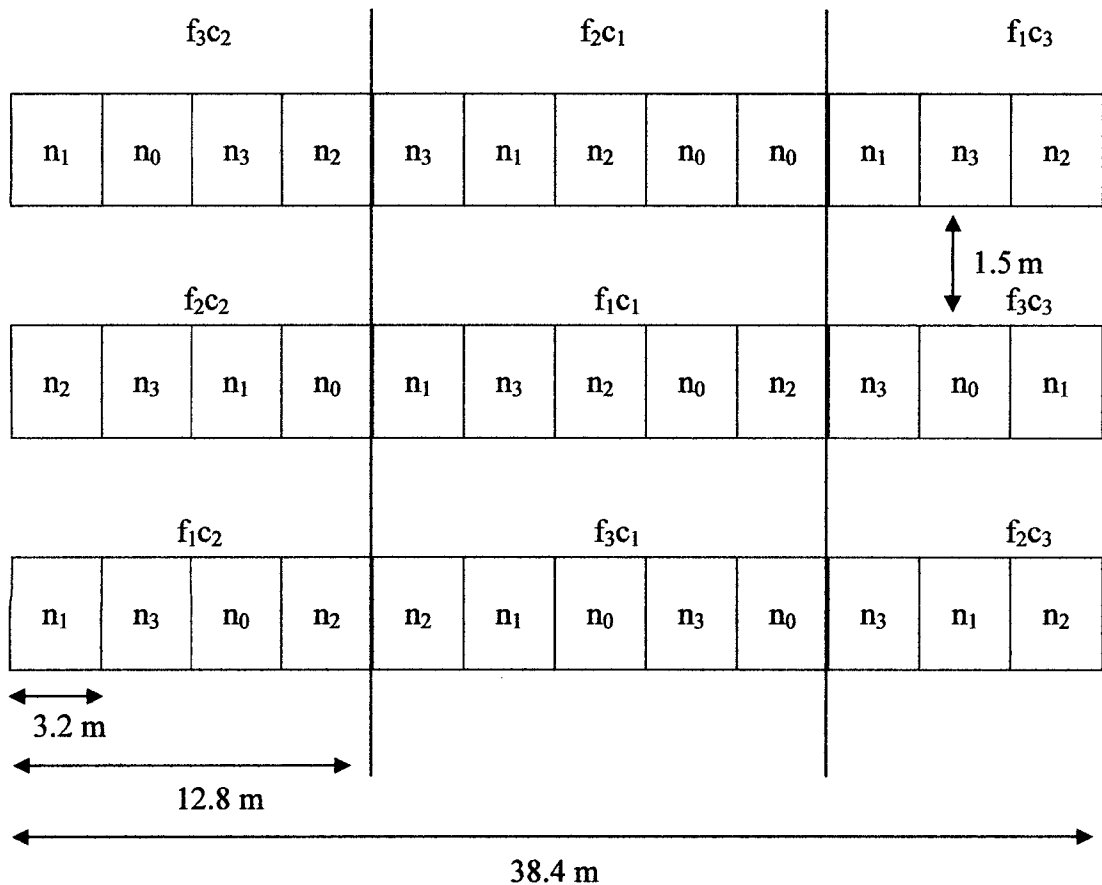 f₃c₂ f₂c₁ f₁c₃
n₁ n₀ n₃ n₂ n₃ n₁ n₂ n₀ n₀ n₁ n₃ n₂
1.5 m
f₂c₂ f₁c₁ f₃c₃
n₂ n₃ n₁ n₀ n₁ n₃ n₂ n₀ n₂ n₃ n₀ n₁
f₁c₂ f₃c₁ f₂c₃
n₁ n₃ n₀ n₂ n₂ n₁ n₀ n₃ n₀ n₃ n₁ n₂
3.2 m
12.8 m
38.4 m